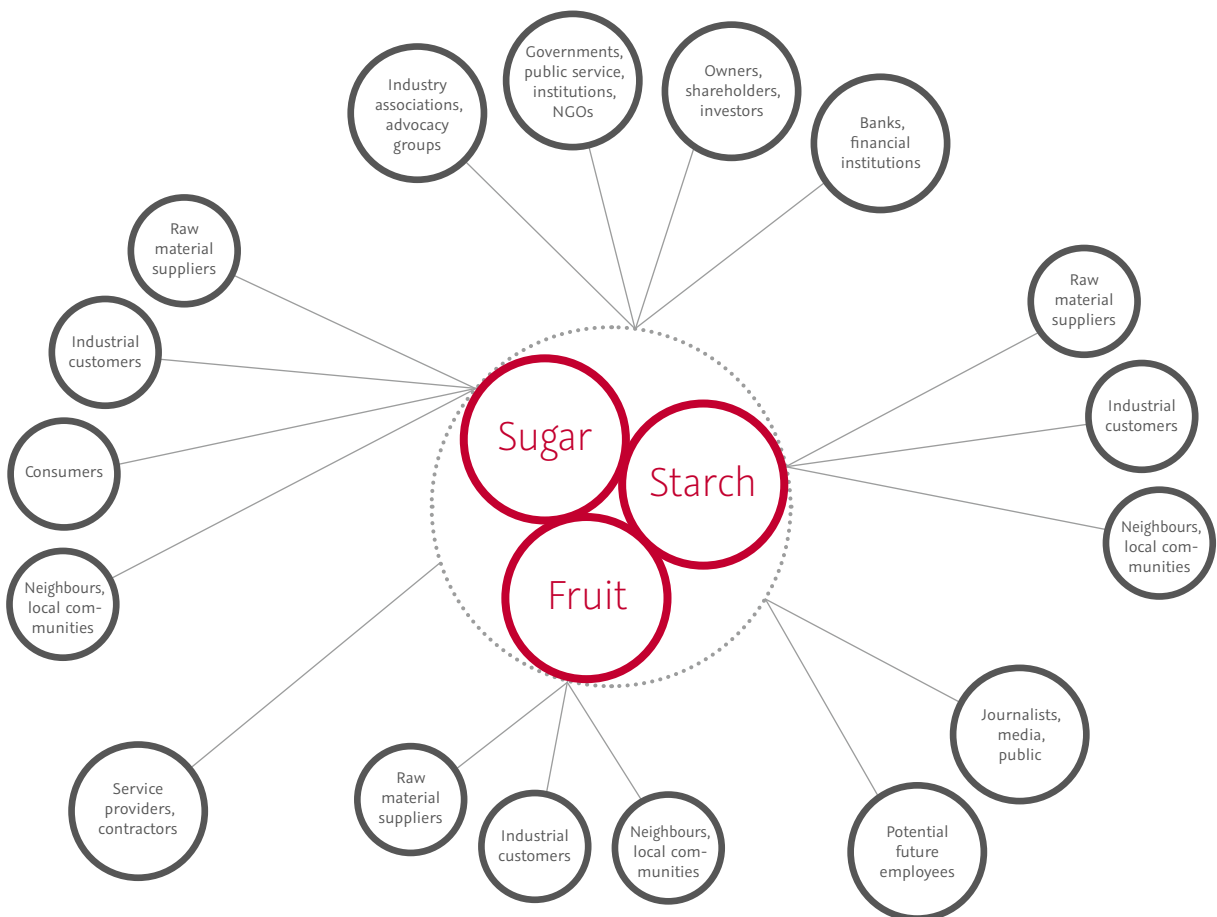 Industry
associations,
advocacy
groups
Governments,
public service,
institutions,
NGOs
Owners,
shareholders,
investors
Banks,
financial
institutions
Raw
material
suppliers
Industrial
customers
Consumers
Neighbours,
local com-
munities
Sugar
Starch
Fruit
Raw
material
suppliers
Industrial
customers
Neighbours,
local com-
munities
Service
providers,
contractors
Raw
material
suppliers
Industrial
customers
Neighbours,
local com-
munities
Journalists,
media,
public
Potential
future
employees